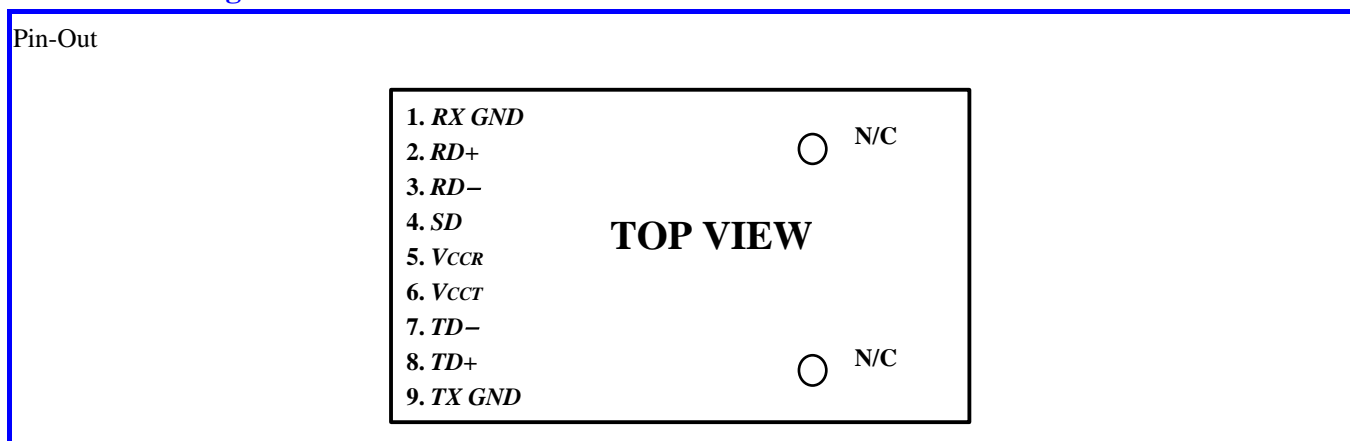 Pin-Out
1. RX GND
N/C
2. RD+
3. RD−
4. SD
TOP VIEW
5. VCCR
6. VCCT
7. TD−
8. TD+
N/C
9. TX GND